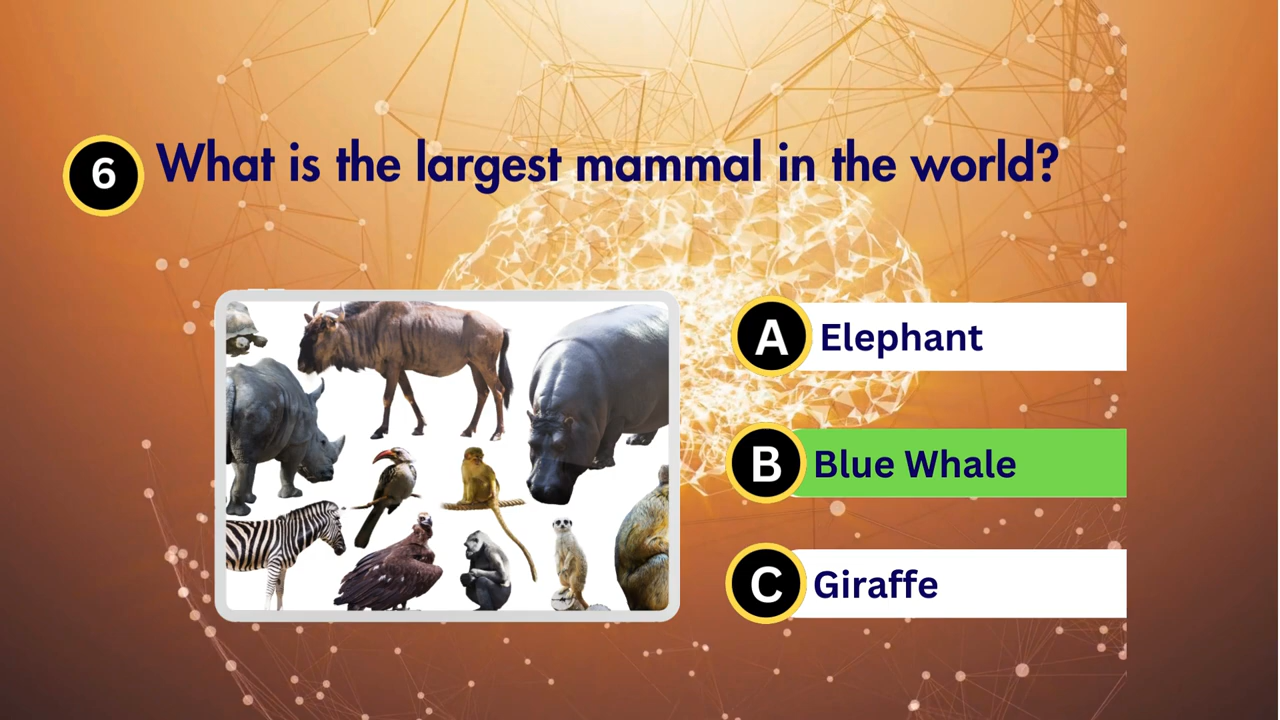 6 What is the largest mammal in the world?
A Elephant
B Blue Whale
C Giraffe